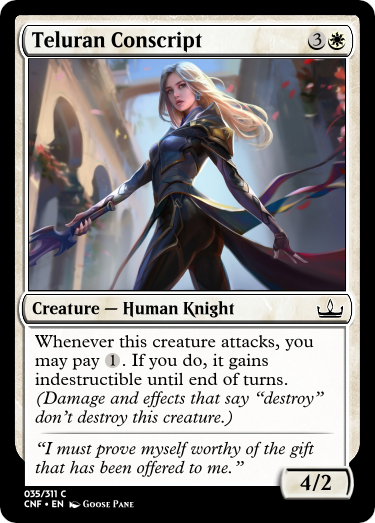 Teluran Conscript 3
Creature — Human Knight
Whenever this creature attacks, you
may pay 1. If you do, it gains
indestructible until end of turns.
(Damage and effects that say “destroy”
don’t destroy this creature.)
“I must prove myself worthy of the gift
that has been offered to me.”
4/2
035/311 C
CNF • EN Goose Pane